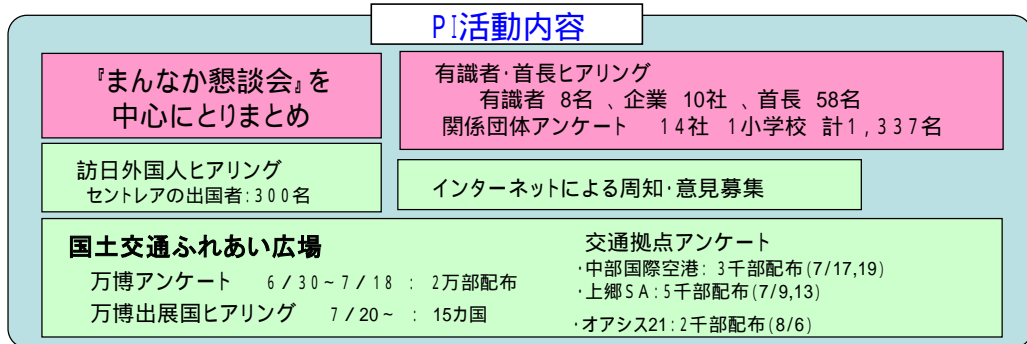 PI活動内容
『まんなか懇談会』を
中心にとりまとめ
有識者・首長ヒアリング
有識者 8名 、企業 10社 、首長 58名
関係団体アンケート 14社 1小学校 計1,337名
訪日外国人ヒアリング
セントレアの出国者:300名
インターネットによる周知・意見募集
国土交通ふれあい広場
万博アンケート 6/30~7/18 : 2万部配布
万博出展国ヒアリング 7/20~ : 15カ国
交通拠点アンケート
・中部国際空港: 3千部配布(7/17,19)
・上郷SA:5千部配布(7/9,13)
・オアシス21:2千部配布(8/6)